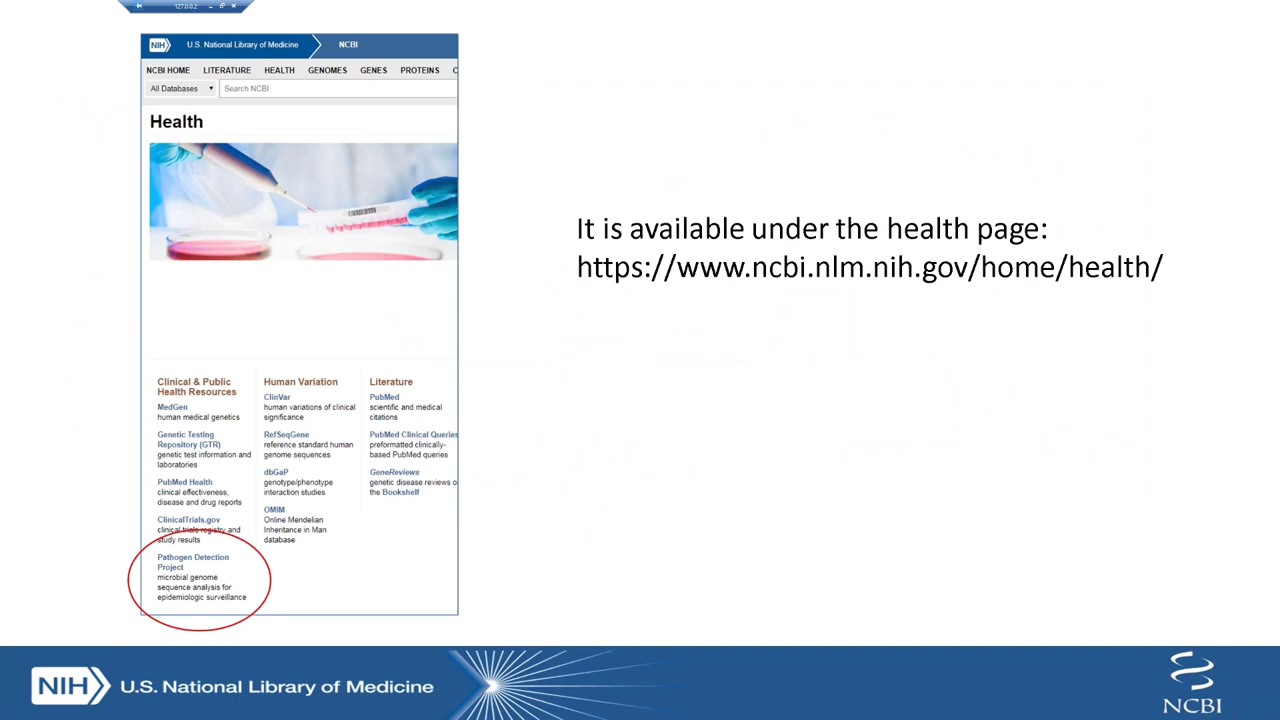 127.0.0.2
NIH U.S. National Library of Medicine NCBI
NCBI HOME LITERATURE HEALTH GENOMES GENES PROTEINS C
All Databases Search NCBI
Health
It is available under the health page:
https://www.ncbi.nlm.nih.gov/home/health/
Clinical & Public
Health Resources
MedGen
human medical genetics
Genetic Testing
Repository (GTR)
genetic test information and
laboratories
PubMed Health
clinical effectiveness,
disease and drug reports
ClinicalTrials.gov
clinical trials registry and
study results
Pathogen Detection
Project
microbial genome
sequence analysis for
epidemiologic surveillance
Human Variation
ClinVar
human variations of clinical
significance
RefSeqGene
reference standard human
genome sequences
dbGaP
genotype/phenotype
interaction studies
OMIM
Online Mendelian
Inheritance in Man
database
Literature
PubMed
scientific and medical
citations
PubMed Clinical Queries
preformatted clinically-
based PubMed queries
GeneReviews
genetic disease reviews o
the Bookshelf
NIH U.S. National Library of Medicine
NCBI